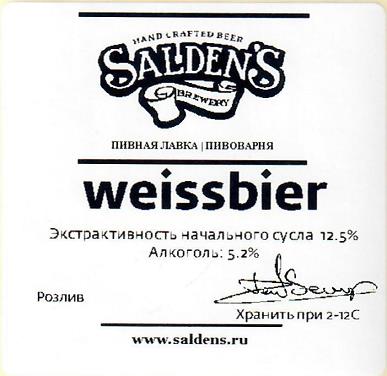 HAND CRAFTED BEER
SALDEN'S
BREWERY
ПИВНАЯ ЛАВКА | ПИВОВАРНЯ
weissbier
Экстрактивность начального сусла 12.5%
Алкоголь: 5.2%
Розлив
Хранить при 2-12С
www.saldens.ru